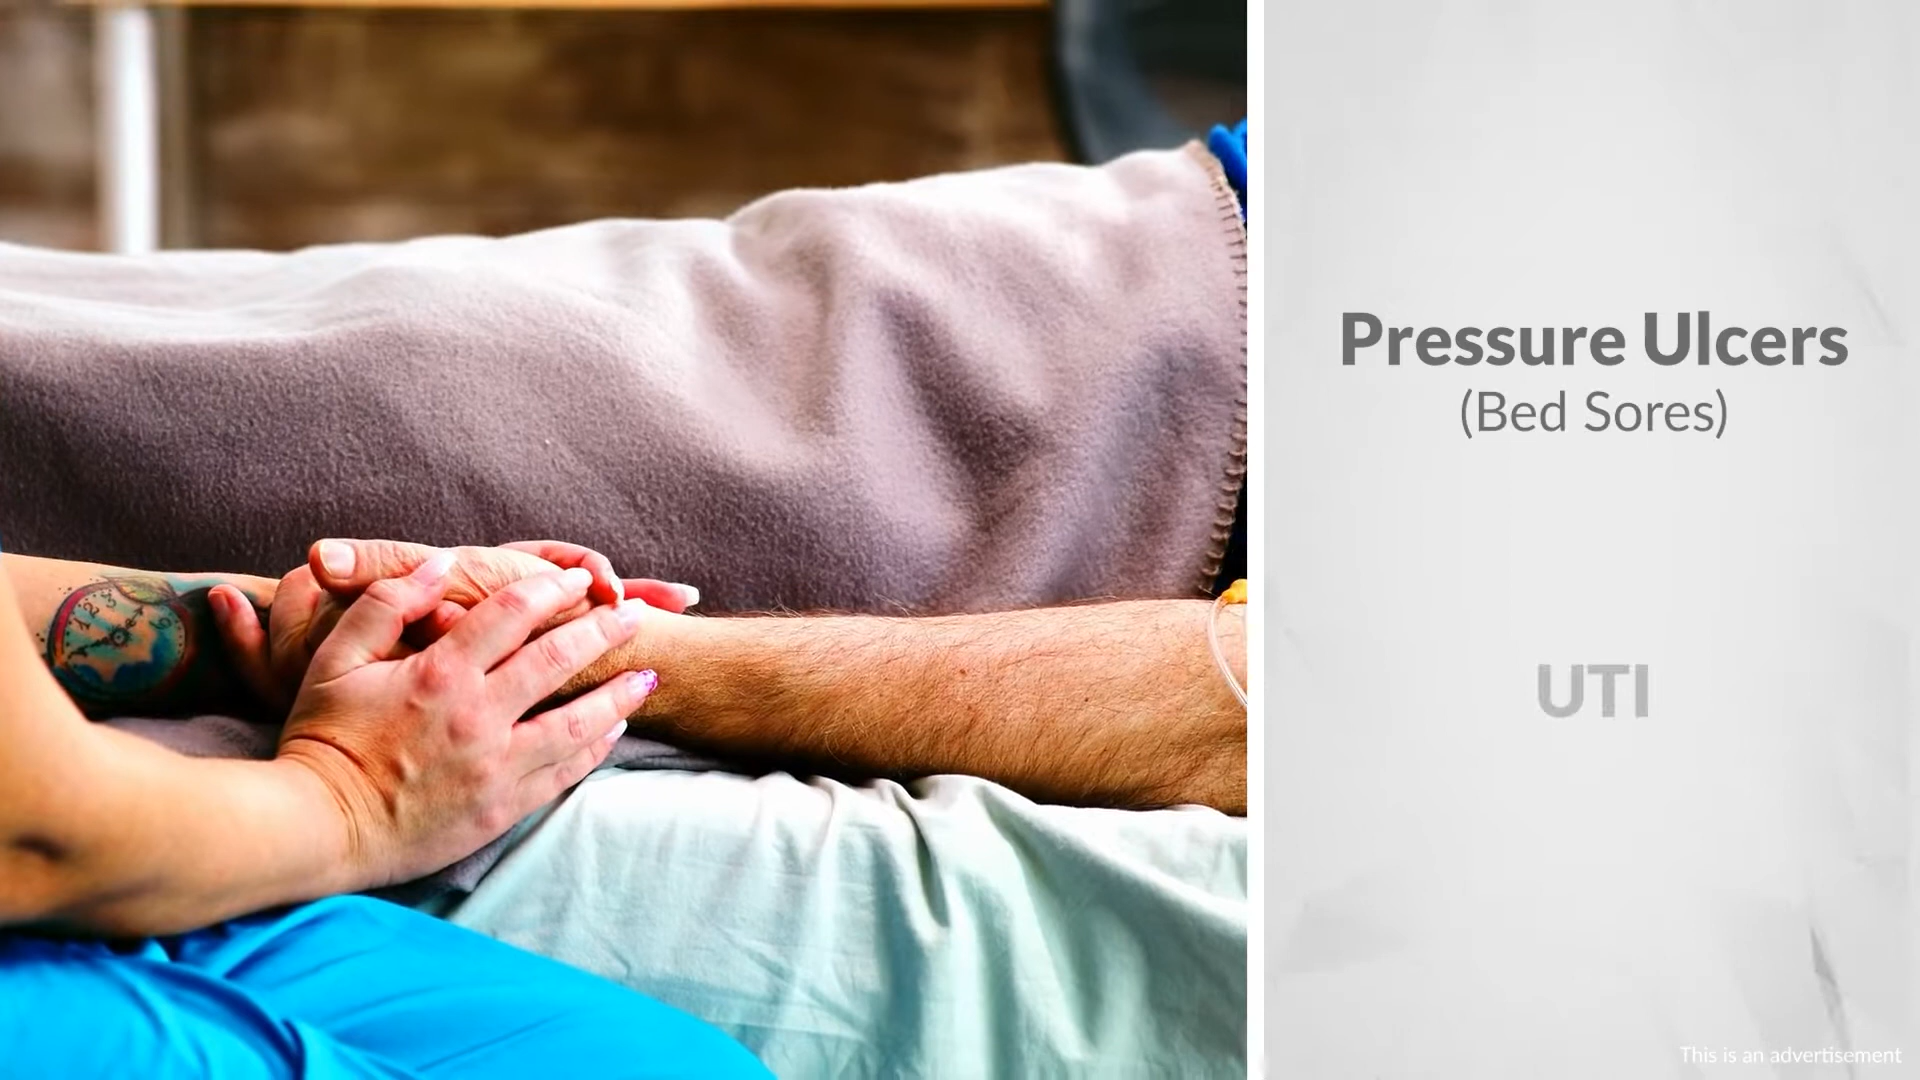 Pressure Ulcers
(Bed Sores)
UTI
This is an advertisement